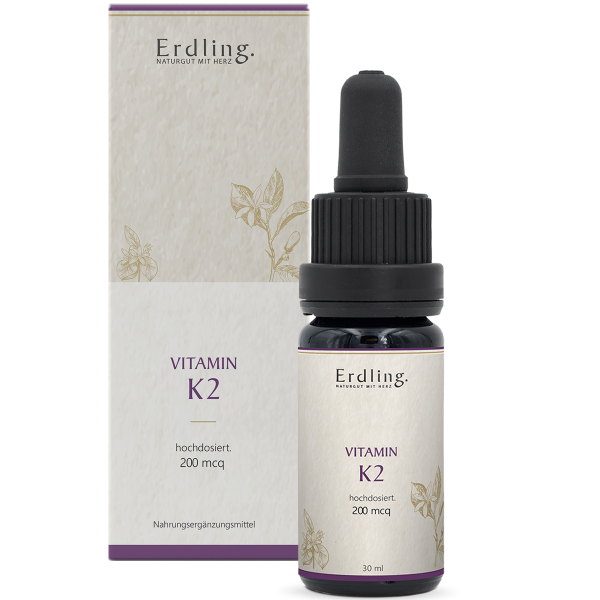 Erdling.
NATURGUT MIT HERZ
VITAMIN
K2
hochdosiert.
200 mcq
Nahrungsergänzungsmittel
Erdling.
NATURGUT MIT HERZ
VITAMIN
K2
hochdosiert.
200 mcq
30 ml